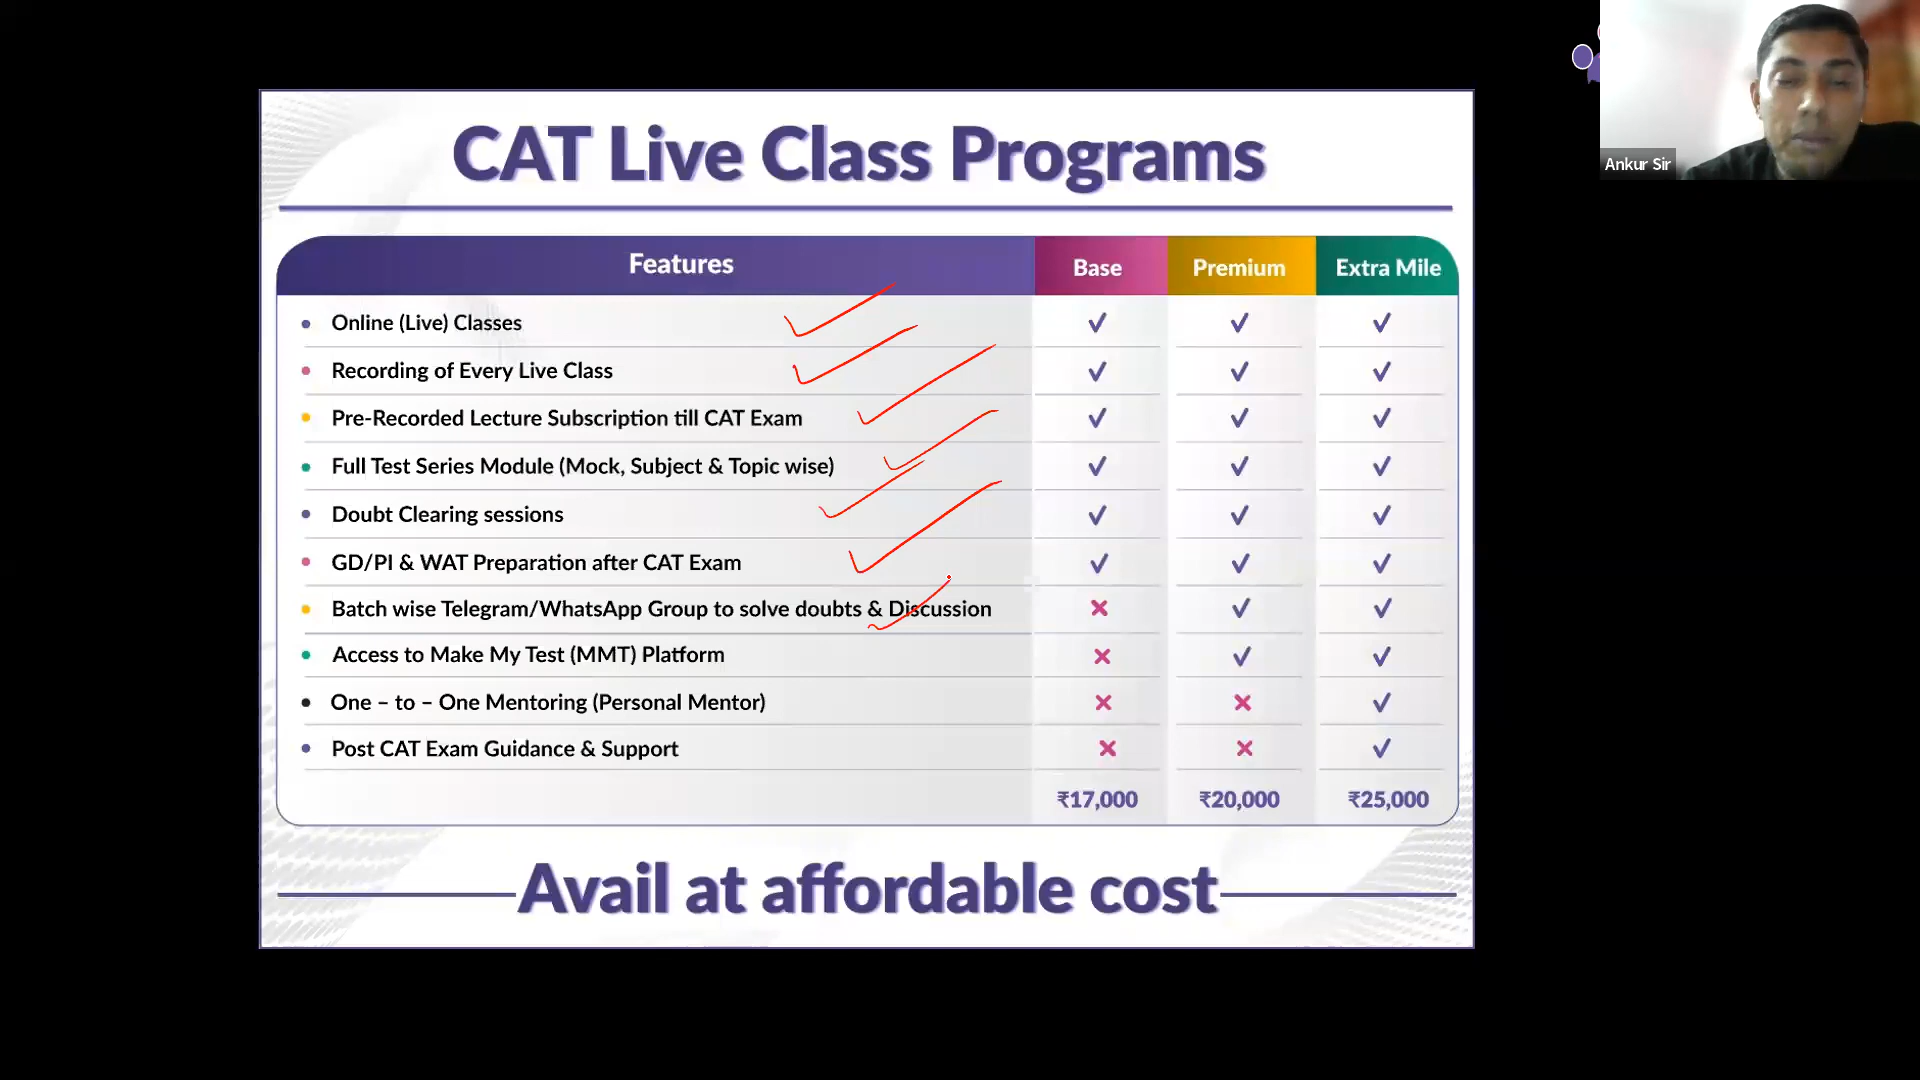 CAT Live Class Programs
Features Base Premium Extra Mile
Online (Live) Classes ✓ ✓ ✓
Recording of Every Live Class ✓ ✓ ✓
Pre-Recorded Lecture Subscription till CAT Exam ✓ ✓ ✓
Full Test Series Module (Mock, Subject & Topic wise) ✓ ✓ ✓
Doubt Clearing sessions ✓ ✓ ✓
GD/PI & WAT Preparation after CAT Exam ✓ ✓ ✓
Batch wise Telegram/WhatsApp Group to solve doubts & Discussion ✗ ✓ ✓
Access to Make My Test (MMT) Platform ✗ ✓ ✓
One – to – One Mentoring (Personal Mentor) ✗ ✗ ✓
Post CAT Exam Guidance & Support ✗ ✗ ✓
₹17,000 ₹20,000 ₹25,000
Avail at affordable cost
Ankur Sir